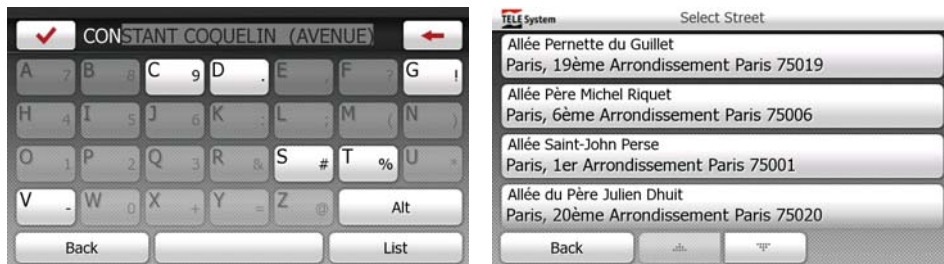 CONSTANT COQUELIN (AVENUE)
A 7 B 8 C 9 D . E , F ? G !
H 4 I 5 J 6 K : L ; M ( N )
O 1 P 2 Q 3 R & S # T % U *
V - W 0 X + Y = Z @ Alt
Back List
TELE System Select Street
Allée Pernette du Guillet
Paris, 19ème Arrondissement Paris 75019
Allée Père Michel Riquet
Paris, 6ème Arrondissement Paris 75006
Allée Saint-John Perse
Paris, 1er Arrondissement Paris 75001
Allée du Père Julien Dhuit
Paris, 20ème Arrondissement Paris 75020
Back